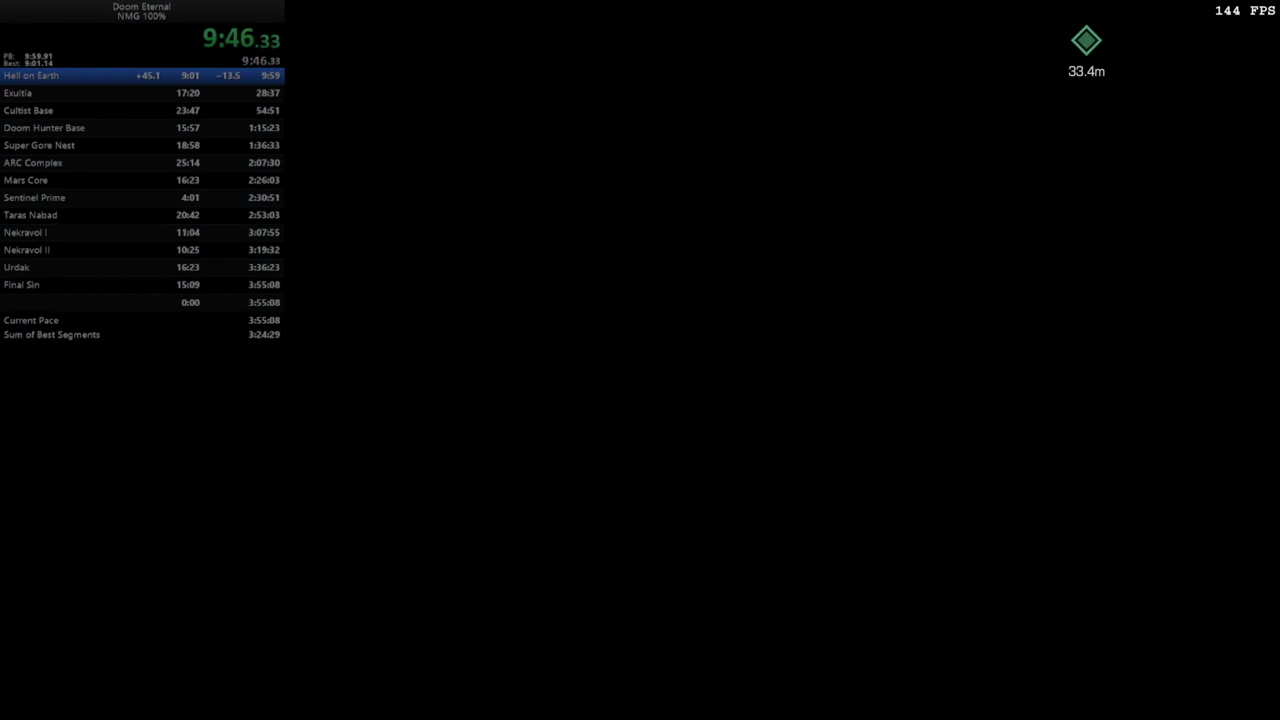 Doom Eternal
NMG 100%
144 FPS
9:46.33
PB: 9:59.91
Best: 9:01.14
9:46.33
33.4m
Hell on Earth +45.1 9:01 −13.5 9:59
Exultia 17:20 28:37
Cultist Base 23:47 54:51
Doom Hunter Base 15:57 1:15:23
Super Gore Nest 18:58 1:36:33
ARC Complex 25:14 2:07:30
Mars Core 16:23 2:26:03
Sentinel Prime 4:01 2:30:51
Taras Nabad 20:42 2:53:03
Nekravol I 11:04 3:07:55
Nekravol II 10:25 3:19:32
Urdak 16:23 3:36:23
Final Sin 15:09 3:55:08
0:00 3:55:08
Current Pace 3:55:08
Sum of Best Segments 3:24:29